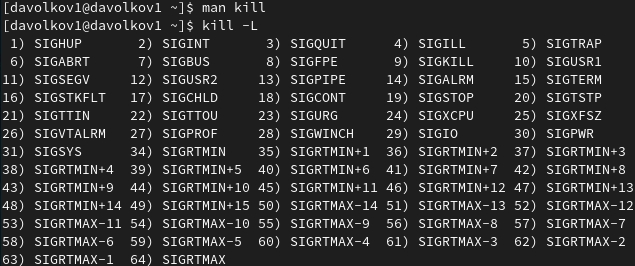 [davolkov1@davolkov1 ~]$ man kill
[davolkov1@davolkov1 ~]$ kill -L
 1) SIGHUP       2) SIGINT       3) SIGQUIT      4) SIGILL       5) SIGTRAP
 6) SIGABRT      7) SIGBUS       8) SIGFPE       9) SIGKILL     10) SIGUSR1
11) SIGSEGV     12) SIGUSR2     13) SIGPIPE     14) SIGALRM     15) SIGTERM
16) SIGSTKFLT   17) SIGCHLD     18) SIGCONT     19) SIGSTOP     20) SIGTSTP
21) SIGTTIN     22) SIGTTOU     23) SIGURG      24) SIGXCPU     25) SIGXFSZ
26) SIGVTALRM   27) SIGPROF     28) SIGWINCH    29) SIGIO       30) SIGPWR
31) SIGSYS      34) SIGRTMIN    35) SIGRTMIN+1  36) SIGRTMIN+2  37) SIGRTMIN+3
38) SIGRTMIN+4  39) SIGRTMIN+5  40) SIGRTMIN+6  41) SIGRTMIN+7  42) SIGRTMIN+8
43) SIGRTMIN+9  44) SIGRTMIN+10 45) SIGRTMIN+11 46) SIGRTMIN+12 47) SIGRTMIN+13
48) SIGRTMIN+14 49) SIGRTMIN+15 50) SIGRTMAX-14 51) SIGRTMAX-13 52) SIGRTMAX-12
53) SIGRTMAX-11 54) SIGRTMAX-10 55) SIGRTMAX-9  56) SIGRTMAX-8  57) SIGRTMAX-7
58) SIGRTMAX-6  59) SIGRTMAX-5  60) SIGRTMAX-4  61) SIGRTMAX-3  62) SIGRTMAX-2
63) SIGRTMAX-1  64) SIGRTMAX